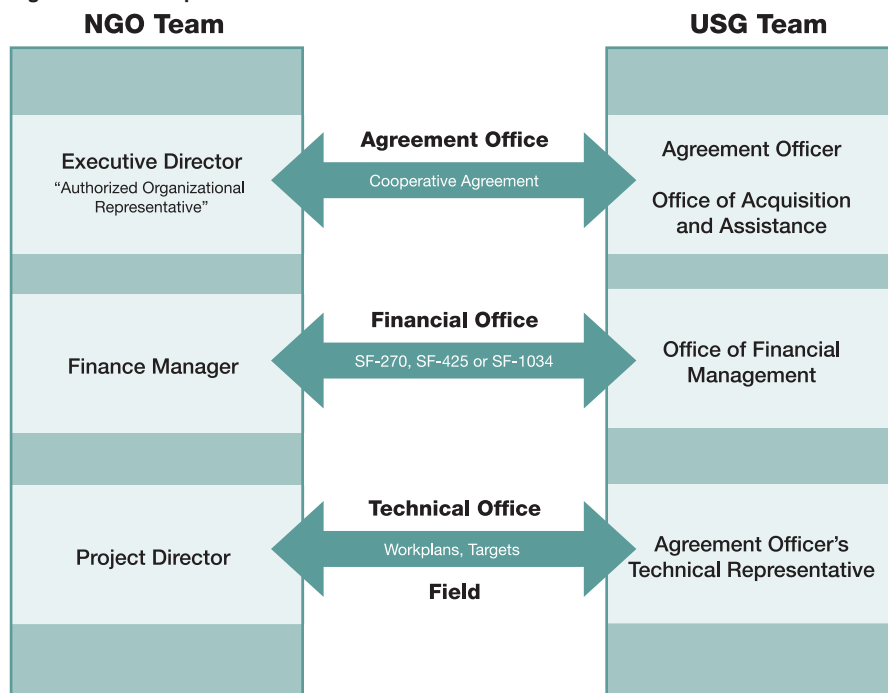 NGO Team
USG Team
Executive Director
“Authorized Organizational
Representative”
Agreement Office
Cooperative Agreement
Agreement Officer
Office of Acquisition
and Assistance
Finance Manager
Financial Office
SF-270, SF-425 or SF-1034
Office of Financial
Management
Project Director
Technical Office
Workplans, Targets
Field
Agreement Officer’s
Technical Representative